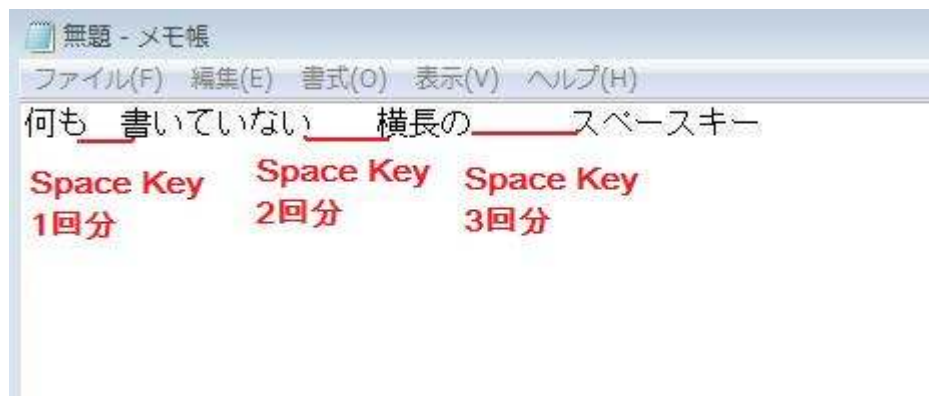 無題 - メモ帳
ファイル(F) 編集(E) 書式(O) 表示(V) ヘルプ(H)
何も　書いていない　　横長の　　　スペースキー
Space Key Space Key Space Key
1回分 2回分 3回分